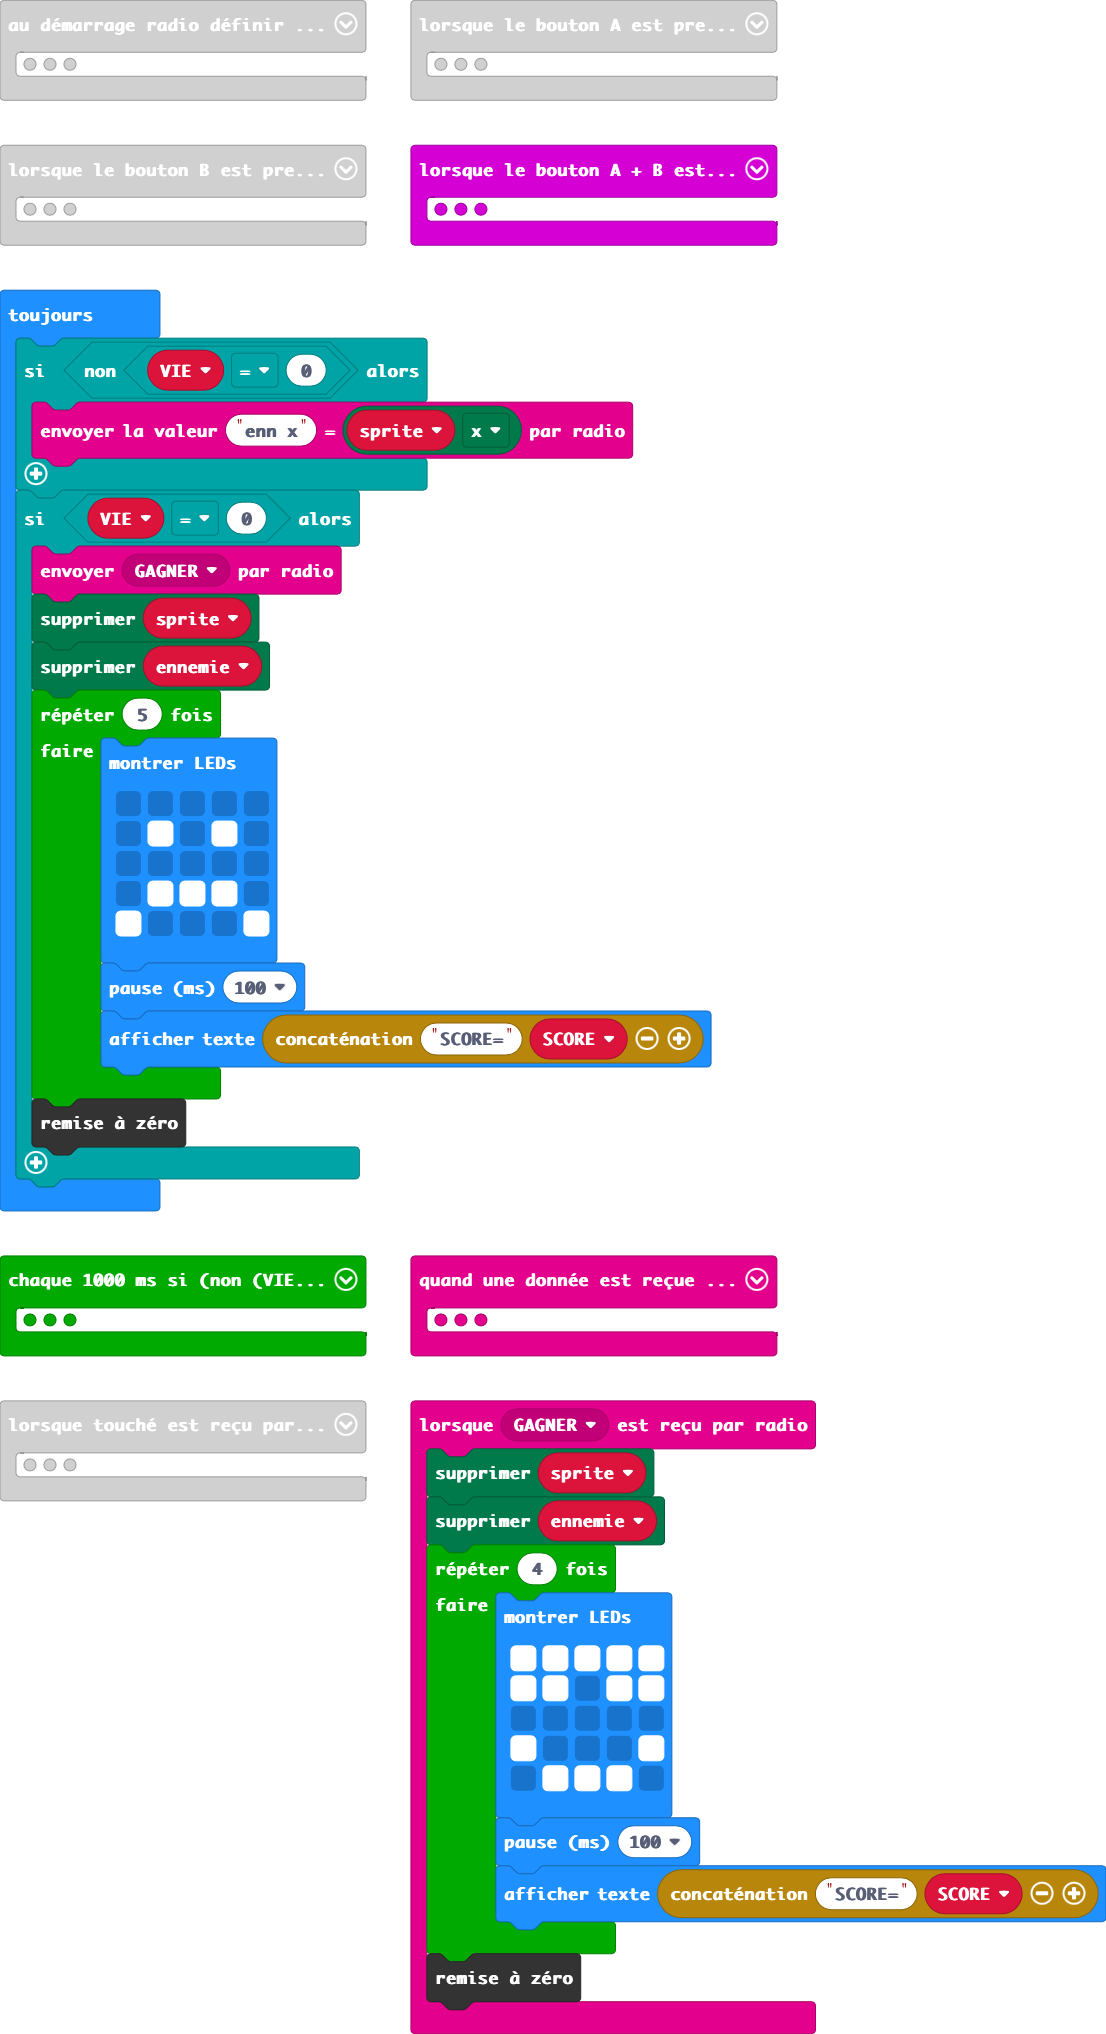 au démarrage radio définir ...
lorsque le bouton A est pre...
lorsque le bouton B est pre...
lorsque le bouton A + B est...
toujours
si non VIE = 0 alors
envoyer la valeur "enn x" = sprite x par radio
si VIE = 0 alors
envoyer GAGNER par radio
supprimer sprite
supprimer ennemie
répéter 5 fois
faire
montrer LEDs
pause (ms) 100
afficher texte concaténation "SCORE=" SCORE
remise à zéro
chaque 1000 ms si (non (VIE...
quand une donnée est reçue ...
lorsque touché est reçu par...
lorsque GAGNER est reçu par radio
supprimer sprite
supprimer ennemie
répéter 4 fois
faire
montrer LEDs
pause (ms) 100
afficher texte concaténation "SCORE=" SCORE
remise à zéro